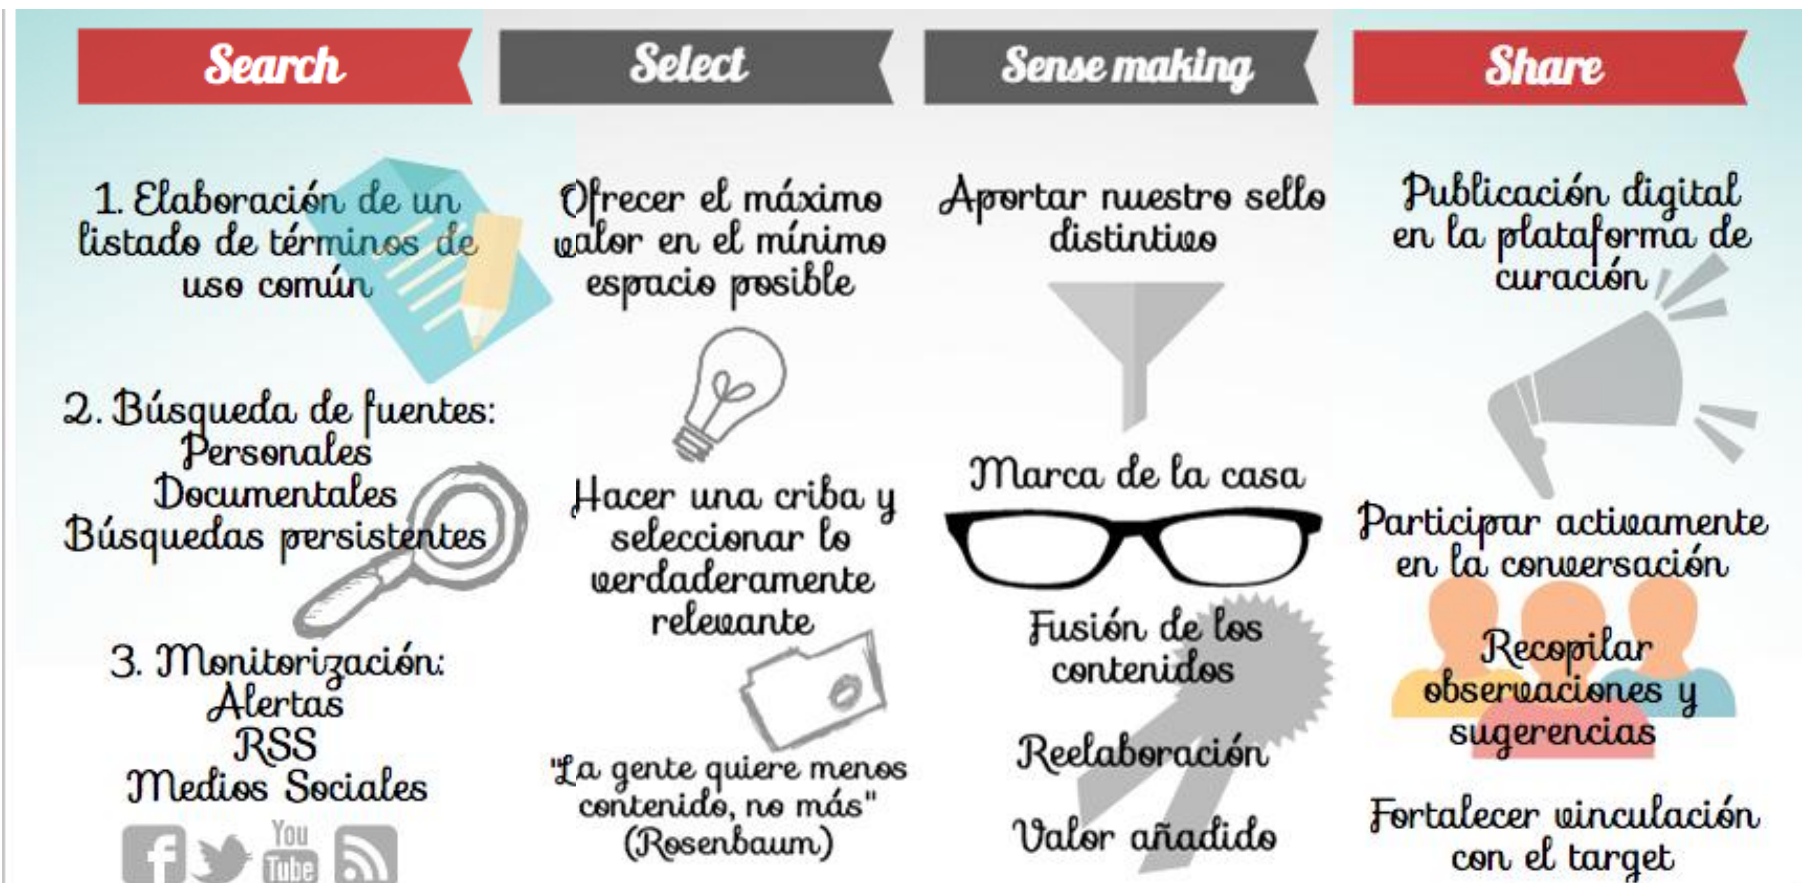 Search
1. Elaboración de un
listado de términos de
uso común
2. Búsqueda de fuentes:
Personales
Documentales
Búsquedas persistentes
3. Monitorización:
Alertas
RSS
Medios Sociales
f
You
Tube
Select
Ofrecer el máximo
valor en el mínimo
espacio posible
Hacer una criba y
seleccionar lo
verdaderamente
relevante
"La gente quiere menos
contenido, no más"
(Rosenbaum)
Sense making
Aportar nuestro sello
distintivo
Marca de la casa
Fusión de los
contenidos
Reelaboración
Valor añadido
Share
Publicación digital
en la plataforma de
curación
Participar activamente
en la conversación
Recopilar
observaciones y
sugerencias
Fortalecer vinculación
con el target